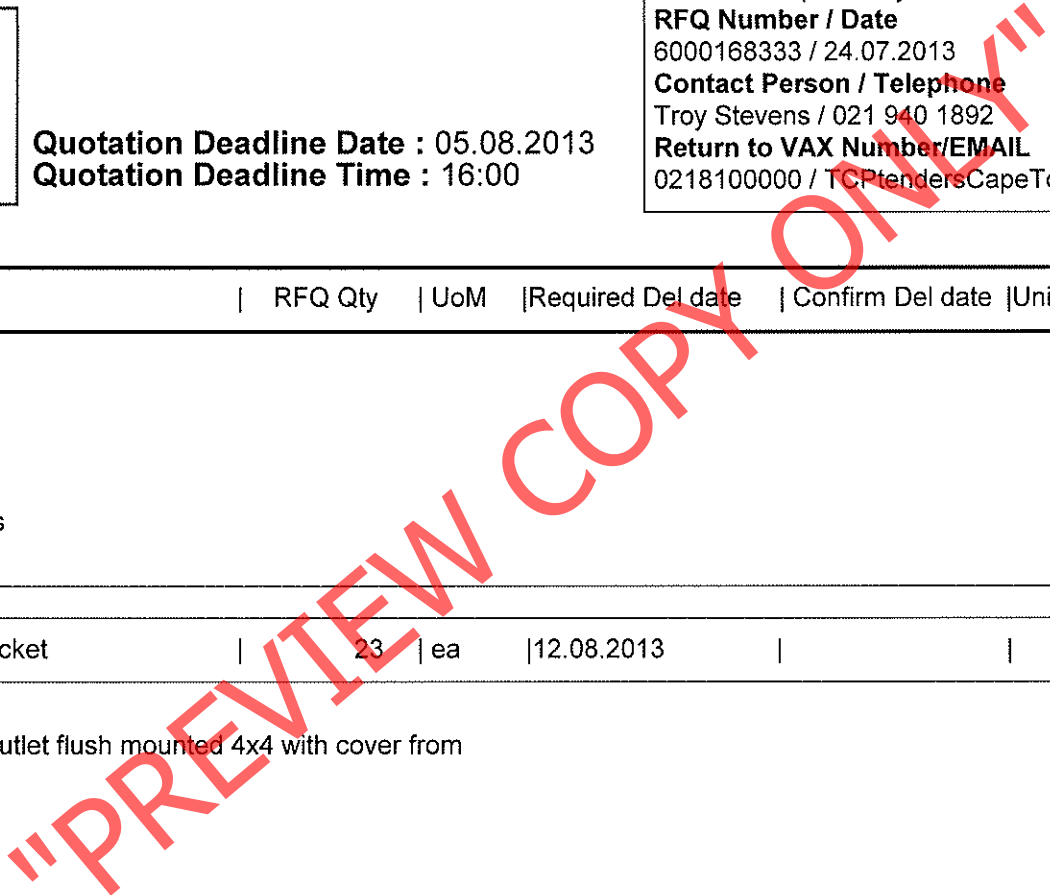 RFQ Number / Date
6000168333 / 24.07.2013
Contact Person / Telephone
Troy Stevens / 021 940 1892
Return to VAX Number/EMAIL
0218100000 / TCPtendersCapeTo
Quotation Deadline Date : 05.08.2013
Quotation Deadline Time : 16:00
| RFQ Qty | UoM |Required Del date | Confirm Del date |Uni
s
cket | 23 | ea |12.08.2013 | |
utlet flush mounted 4x4 with cover from
"PREVIEW COPY ONLY"